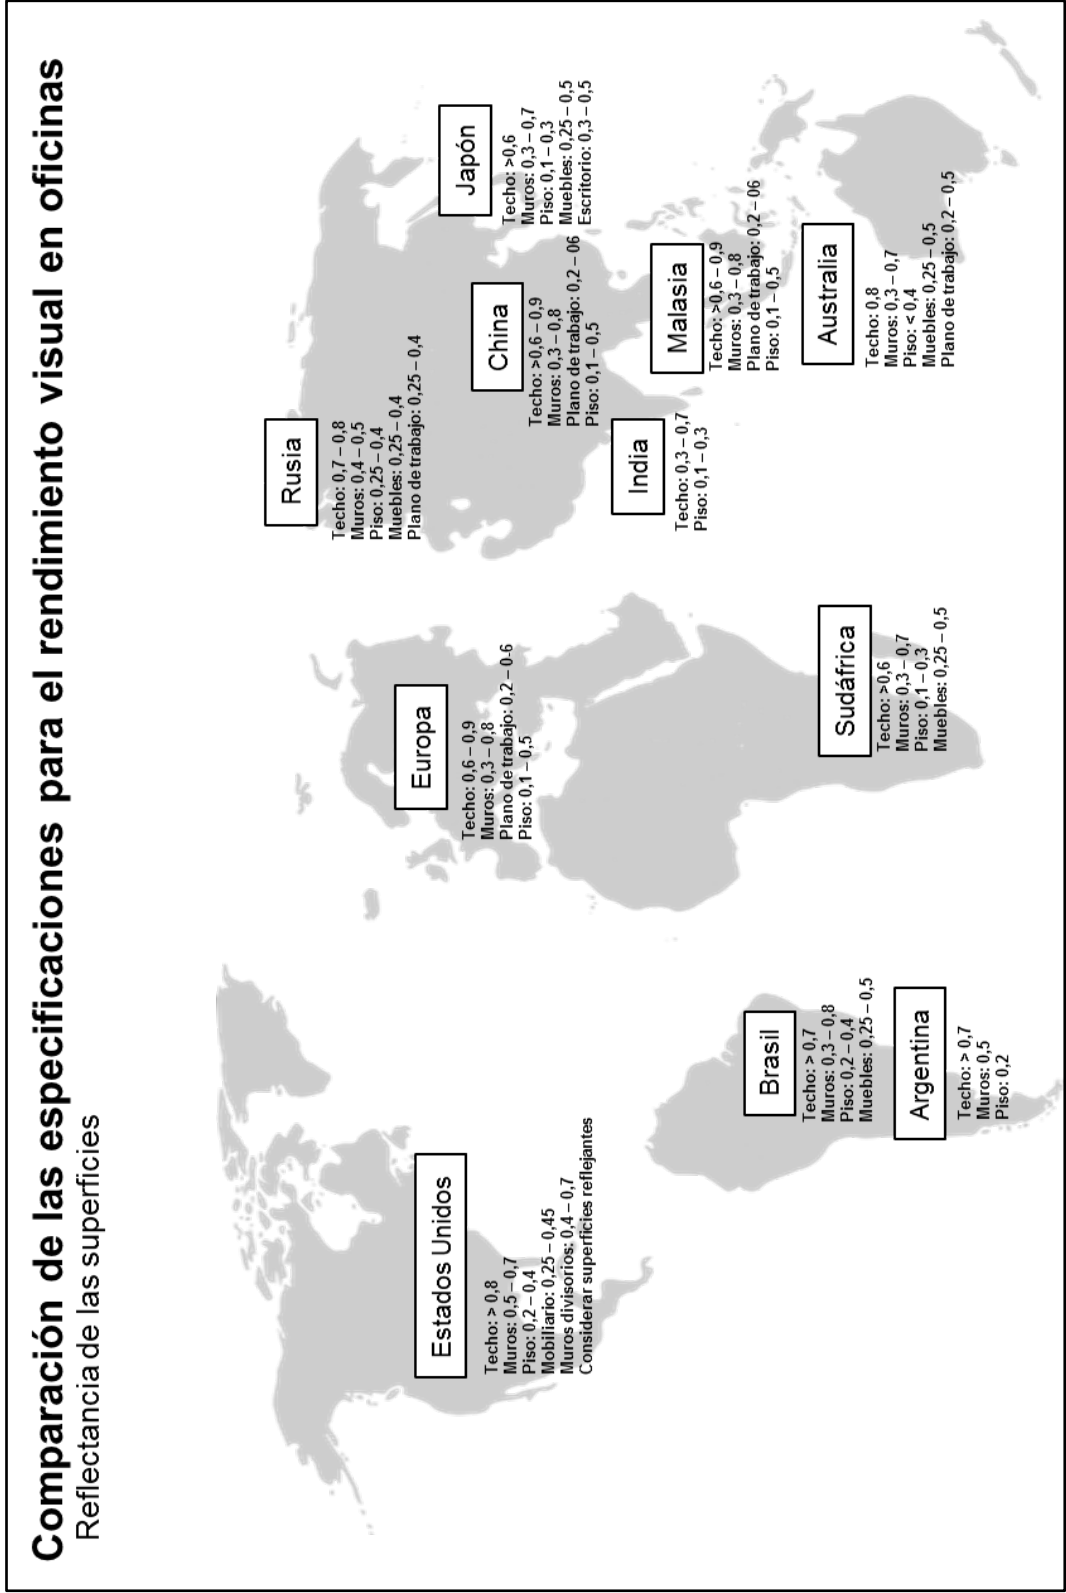 Comparación de las especificaciones para el rendimiento visual en oficinas
Reflectancia de las superficies
Estados Unidos
Techo: > 0,8
Muros: 0,5 – 0,7
Piso: 0,2 – 0,4
Mobiliario: 0,25 – 0,45
Muros divisorios: 0,4 – 0,7
Considerar superficies reflejantes
Brasil
Techo: > 0,7
Muros: 0,3 – 0,8
Piso: 0,2 – 0,4
Muebles: 0,25 – 0,5
Argentina
Techo: > 0,7
Muros: 0,5
Piso: 0,2
Europa
Techo: 0,6 – 0,9
Muros: 0,3 – 0,8
Plano de trabajo: 0,2 – 0-6
Piso: 0,1 – 0,5
Sudáfrica
Techo: >0,6
Muros: 0,3 – 0,7
Piso: 0,1 – 0,3
Muebles: 0,25 – 0,5
Rusia
Techo: 0,7 – 0,8
Muros: 0,4 – 0,5
Piso: 0,25 – 0,4
Muebles: 0,25 – 0,4
Plano de trabajo: 0,25 – 0,4
China
Techo: >0,6 – 0,9
Muros: 0,3 – 0,8
Plano de trabajo: 0,2 – 06
Piso: 0,1 – 0,5
Japón
Techo: >0,6
Muros: 0,3 – 0,7
Piso: 0,1 – 0,3
Muebles: 0,25 – 0,5
Escritorio: 0,3 – 0,5
India
Techo: 0,3 – 0,7
Piso: 0,1 – 0,3
Malasia
Techo: >0,6 – 0,9
Muros: 0,3 – 0,8
Plano de trabajo: 0,2 – 06
Piso: 0,1 – 0,5
Australia
Techo: 0,8
Muros: 0,3 – 0,7
Piso: < 0,4
Muebles: 0,25 – 0,5
Plano de trabajo: 0,2 – 0,5